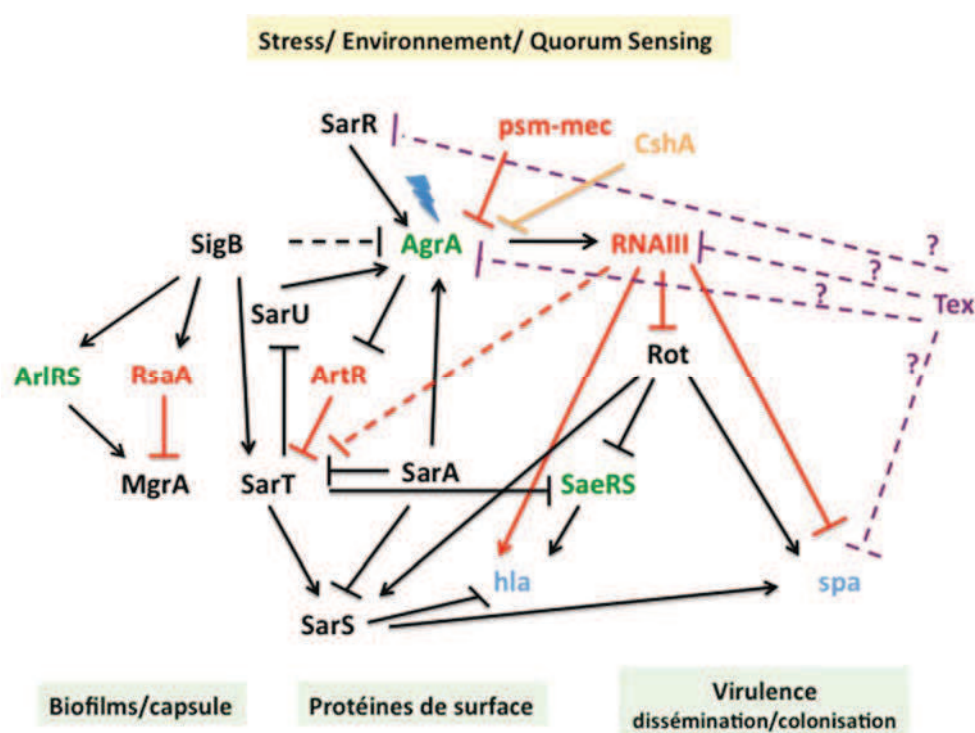 Stress/ Environnement/ Quorum Sensing
SarR
psm-mec
CshA
SigB
AgrA
RNAIII
?
?
?
Tex
SarU
Rot
?
ArlRS
RsaA
ArtR
MgrA
SarT
SarA
SaeRS
hla
spa
SarS
Biofilms/capsule
Protéines de surface
Virulence
dissémination/colonisation